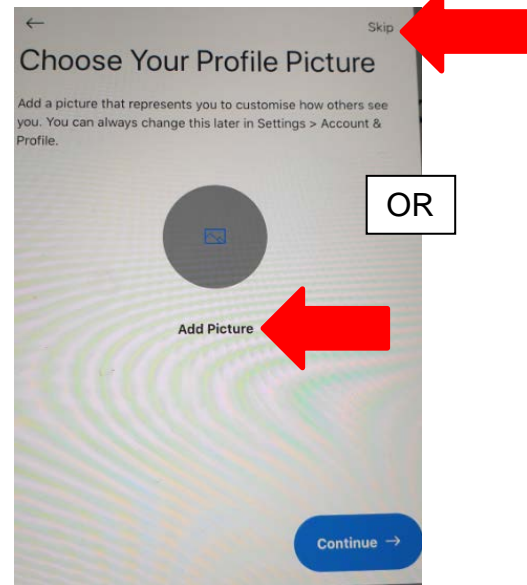 Skip
Choose Your Profile Picture
Add a picture that represents you to customise how others see
you. You can always change this later in Settings > Account &
Profile.
OR
Add Picture
Continue